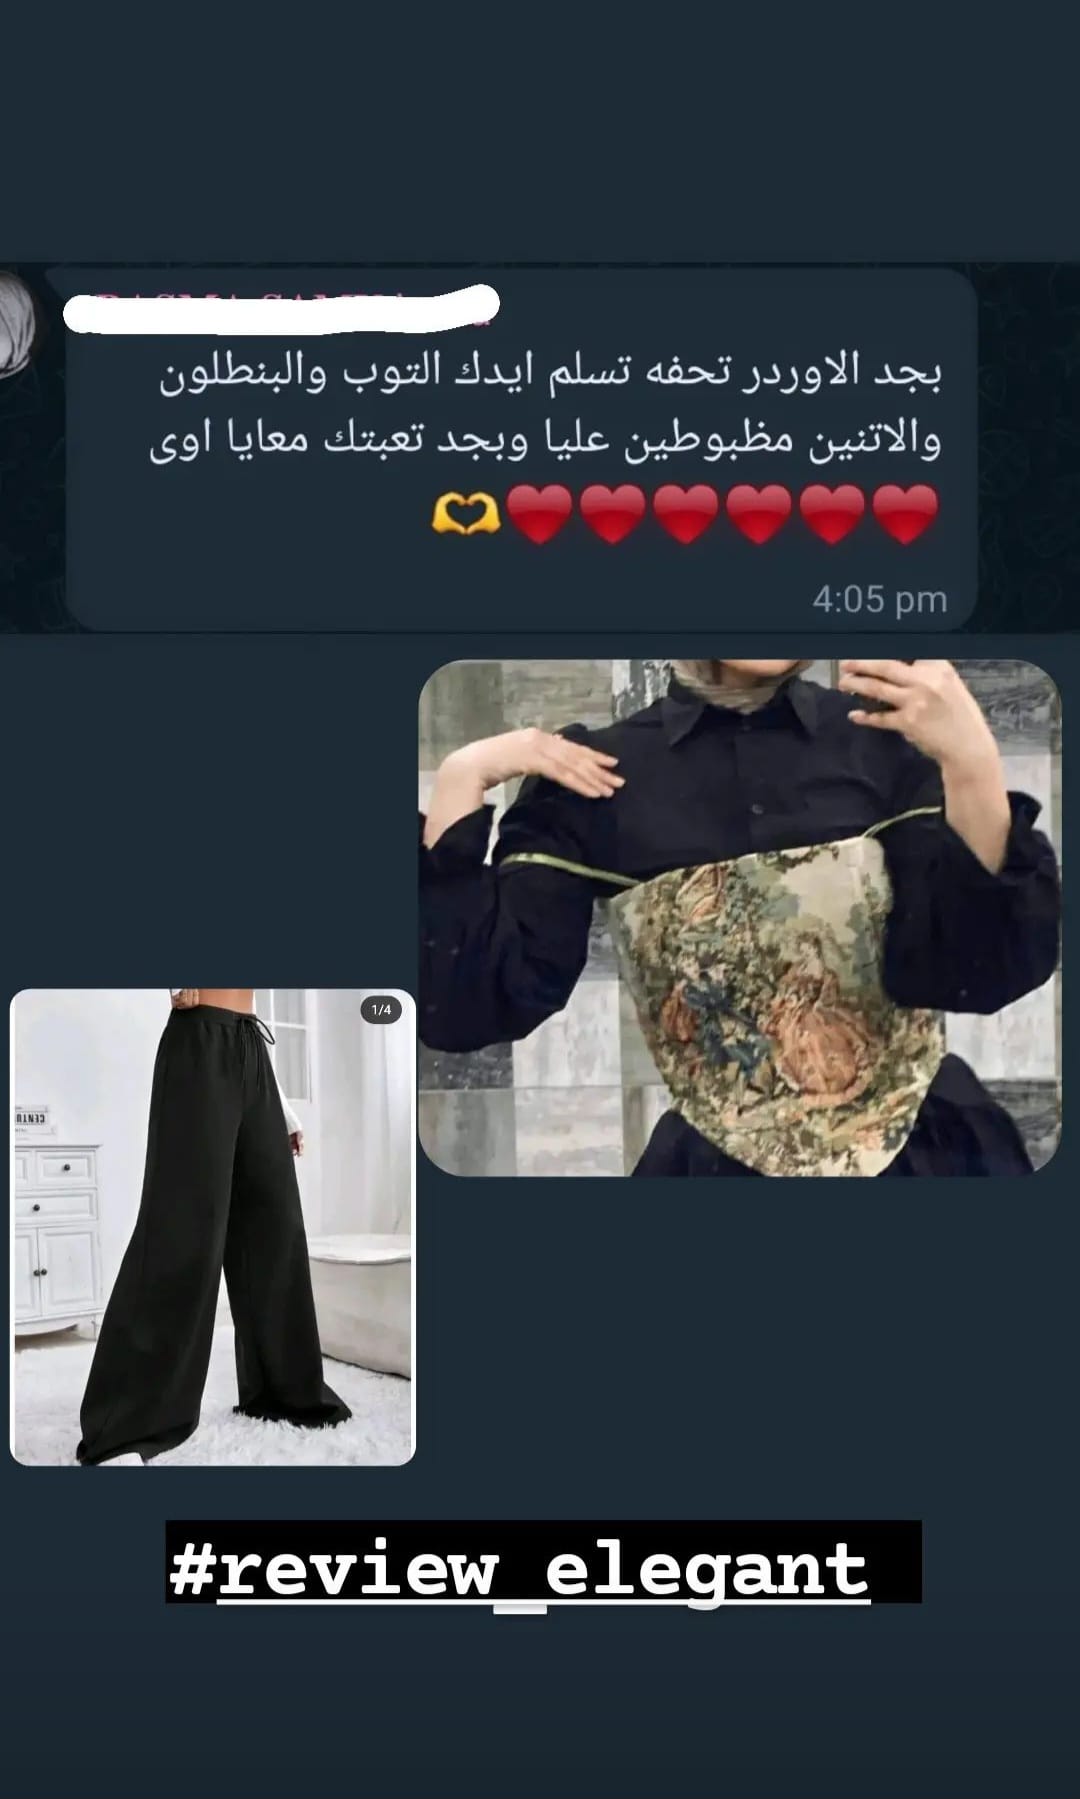 بجد الاوردر تحفه تسلم ايدك التوب والبنطلون
والاتنين مظبوطين عليا وبجد تعبتك معايا اوى
❤️❤️❤️❤️❤️❤️🫶
4:05 pm
1/4
#review_elegant